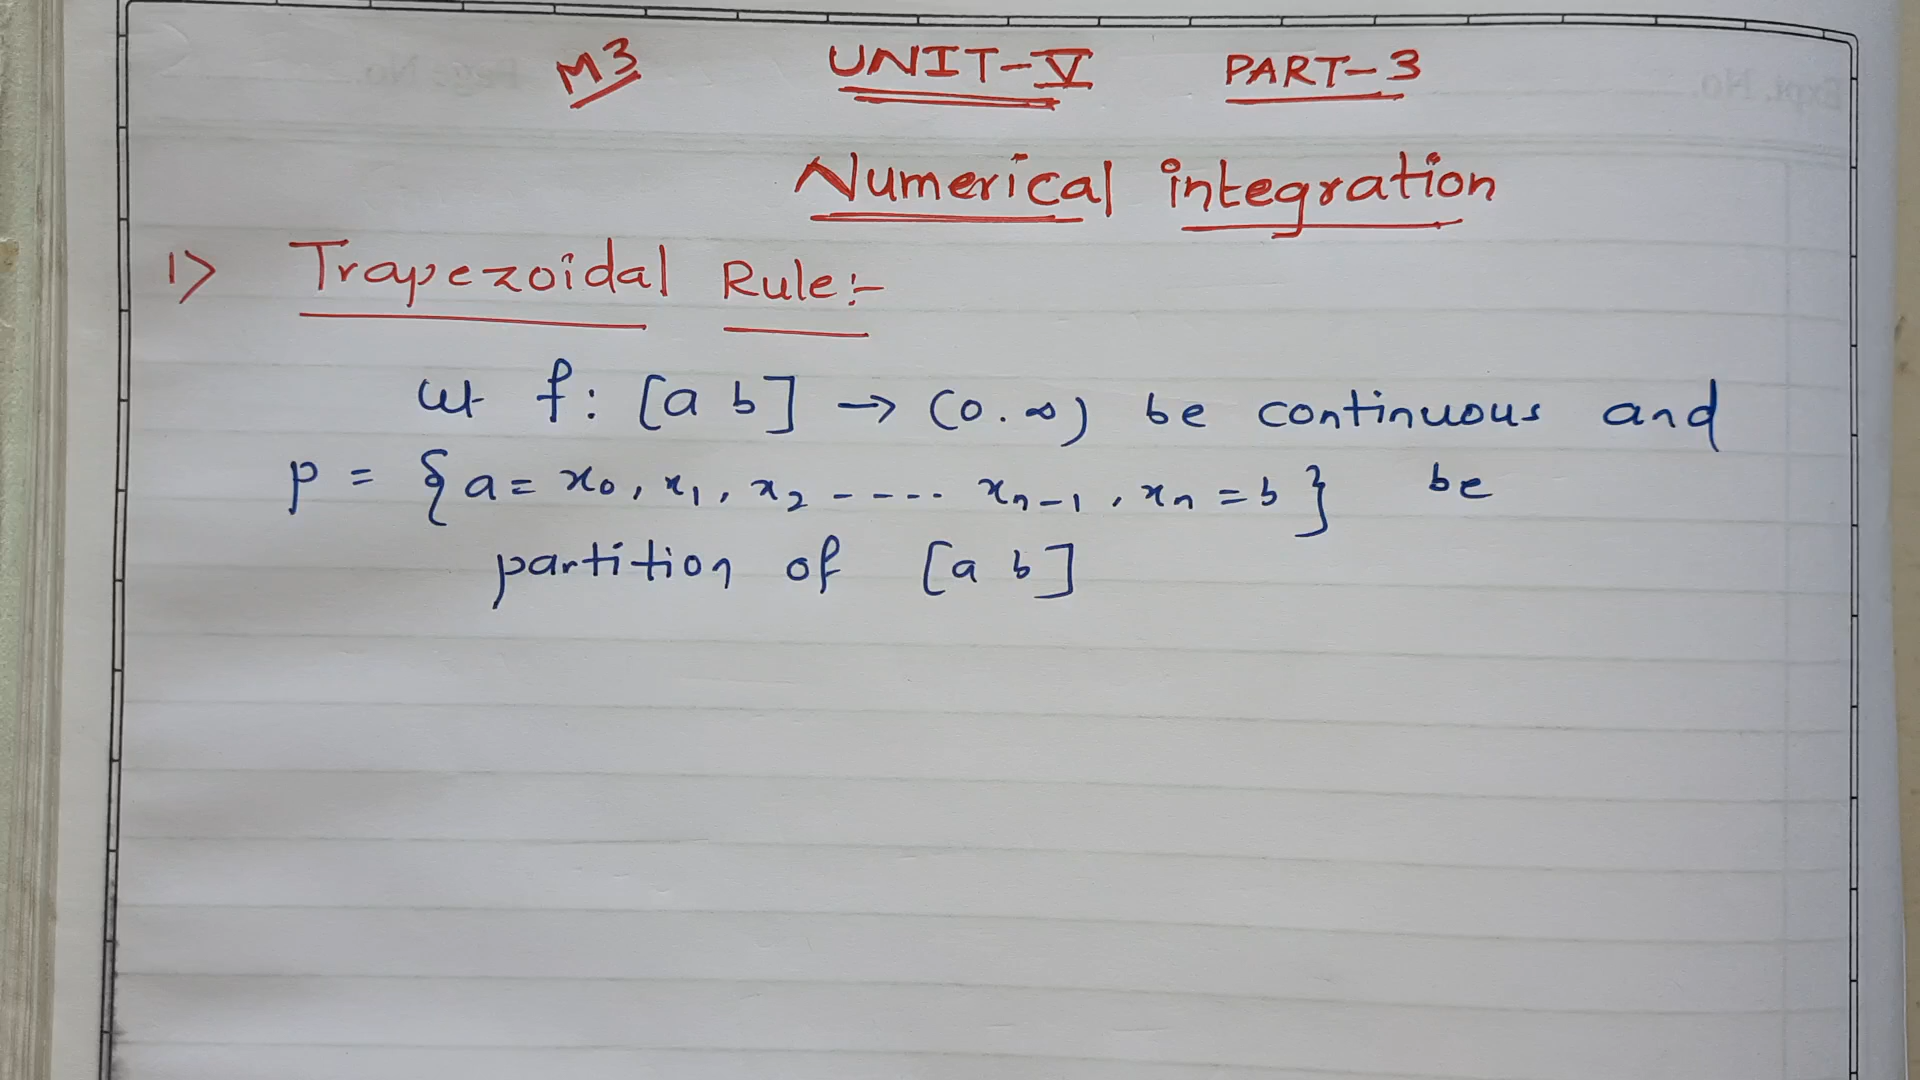 M3 UNIT-V PART-3
Numerical integration
1> Trapezoidal Rule:-
let f: [a b] → (0. ∞) be continuous and
p = {a = x₀, x₁, x₂ ----.. xₙ₋₁, xₙ = b} be
partition of [a b]